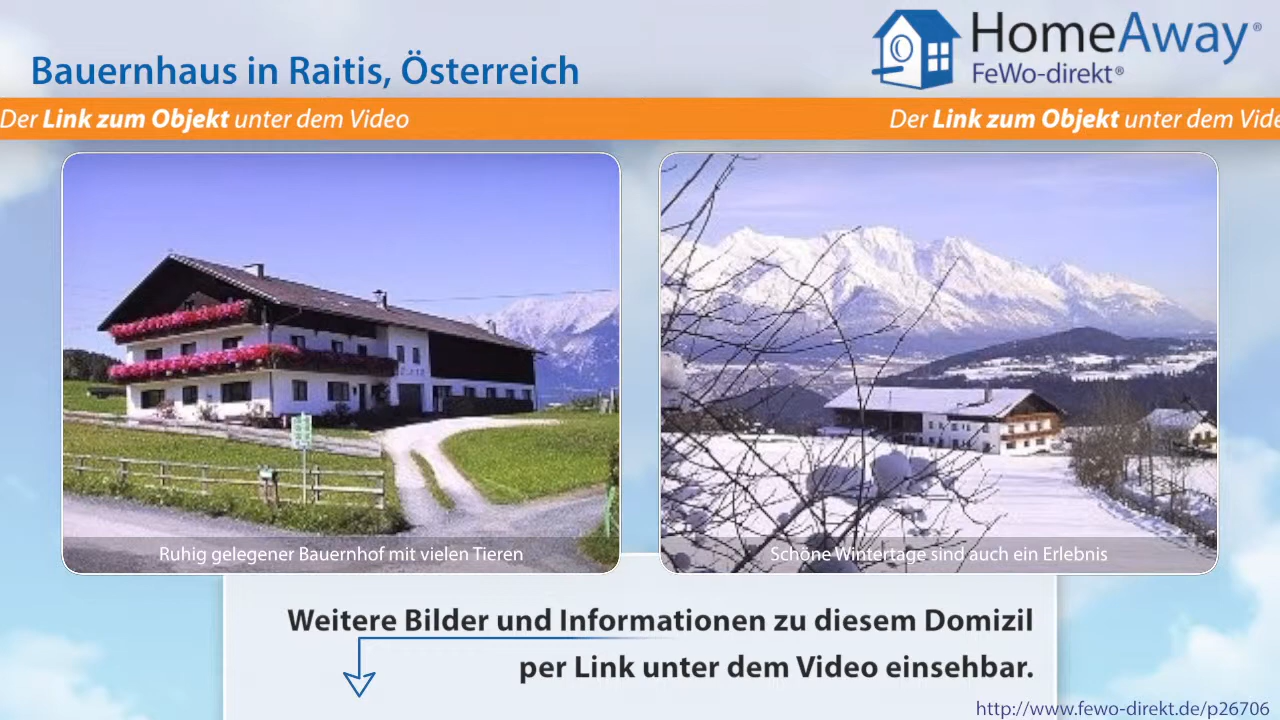 Bauernhaus in Raitis, Österreich
HomeAway®
FeWo-direkt®
Der Link zum Objekt unter dem Video
Der Link zum Objekt unter dem Vide
Ruhig gelegener Bauernhof mit vielen Tieren
Schöne Wintertage sind auch ein Erlebnis
Weitere Bilder und Informationen zu diesem Domizil
per Link unter dem Video einsehbar.
http://www.fewo-direkt.de/p26706